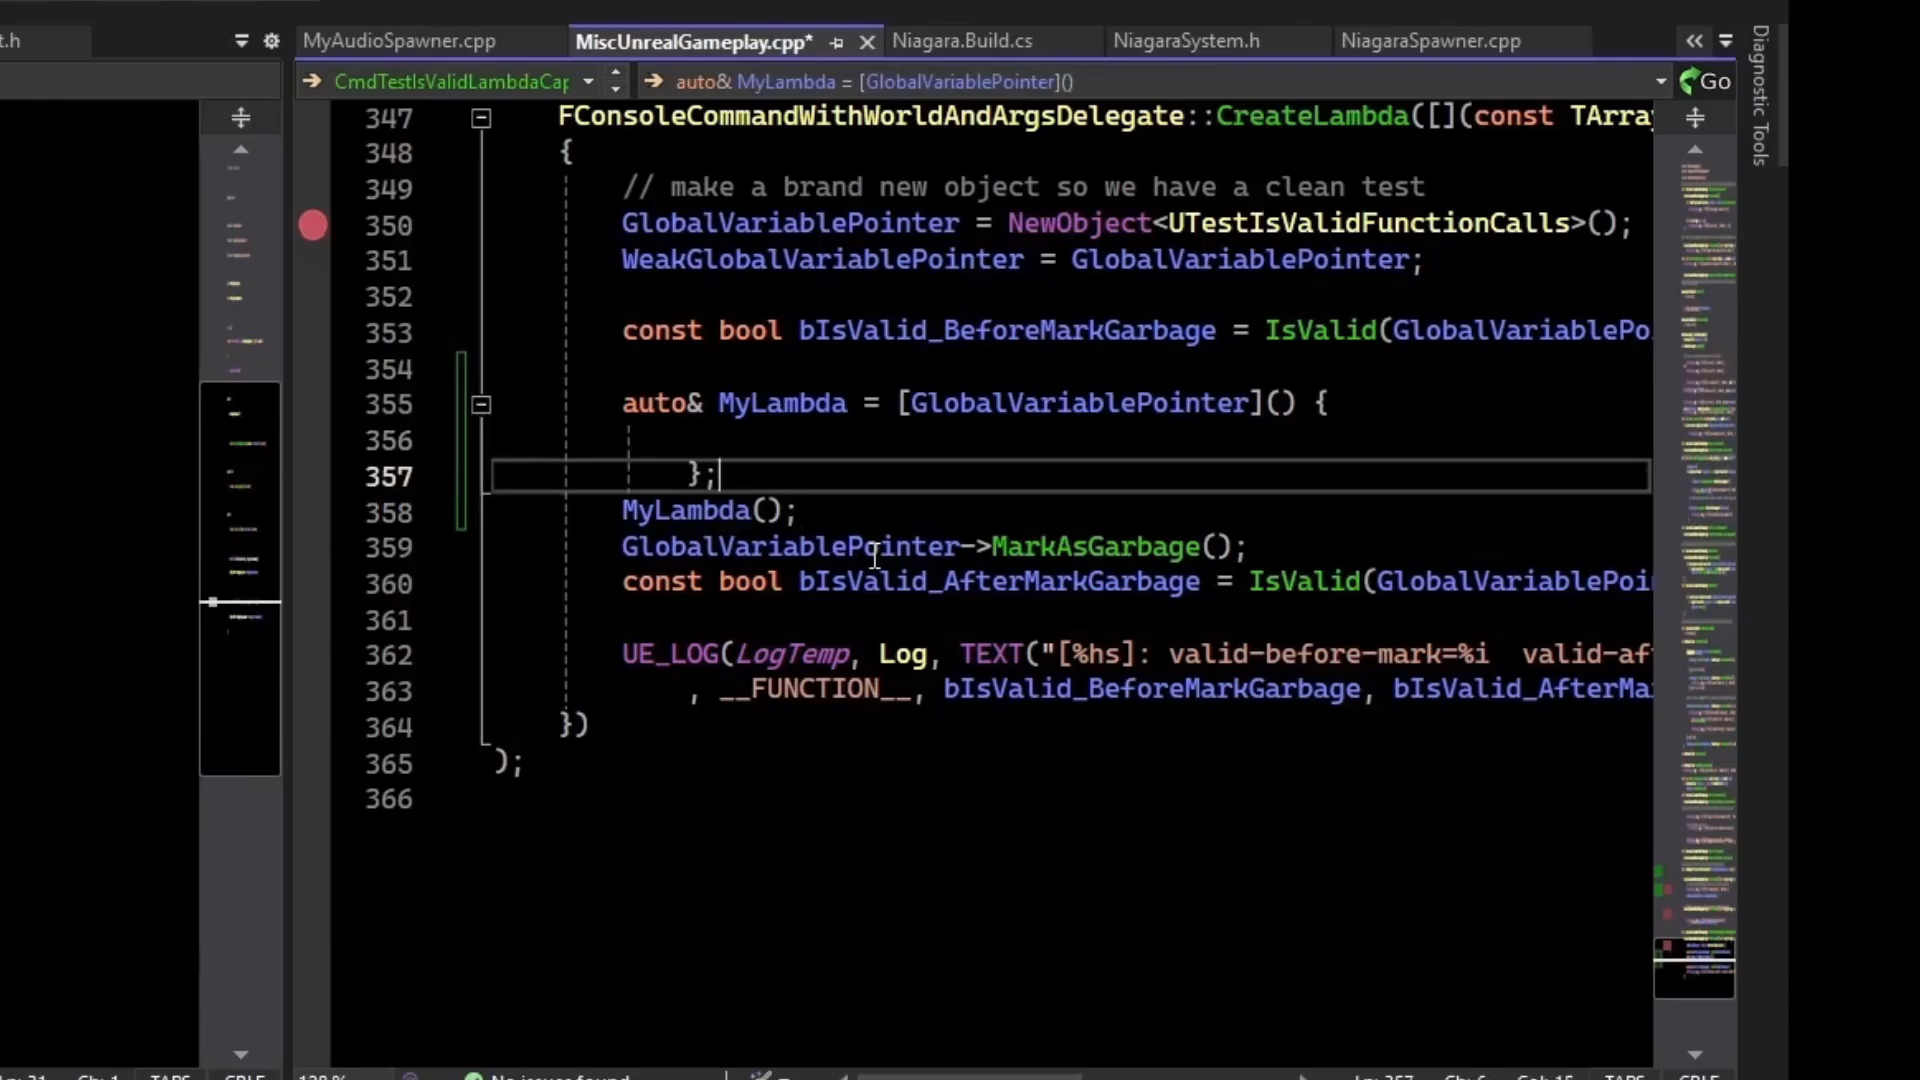 t.h
MyAudioSpawner.cpp
MiscUnrealGameplay.cpp*
Niagara.Build.cs
NiagaraSystem.h
NiagaraSpawner.cpp
Diagnostic Tools
CmdTestIsValidLambdaCap
auto& MyLambda = [GlobalVariablePointer]()
Go
347 FConsoleCommandWithWorldAndArgsDelegate::CreateLambda([](const TArray
348 {
349 // make a brand new object so we have a clean test
350 GlobalVariablePointer = NewObject<UTestIsValidFunctionCalls>();
351 WeakGlobalVariablePointer = GlobalVariablePointer;
352
353 const bool bIsValid_BeforeMarkGarbage = IsValid(GlobalVariablePo
354
355 auto& MyLambda = [GlobalVariablePointer]() {
356
357 };
358 MyLambda();
359 GlobalVariablePointer->MarkAsGarbage();
360 const bool bIsValid_AfterMarkGarbage = IsValid(GlobalVariablePoi
361
362 UE_LOG(LogTemp, Log, TEXT("[%hs]: valid-before-mark=%i valid-af
363 , __FUNCTION__, bIsValid_BeforeMarkGarbage, bIsValid_AfterMa
364 })
365 );
366